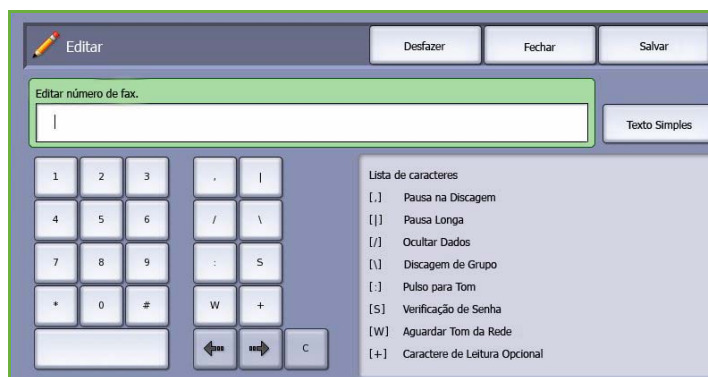 Editar
Desfazer
Fechar
Salvar
Editar número de fax.
Texto Simples
1 2 3 , |
4 5 6 / \
7 8 9 : S
* 0 # W +
C
Lista de caracteres
[,] Pausa na Discagem
[|] Pausa Longa
[/] Ocultar Dados
[\] Discagem de Grupo
[:] Pulso para Tom
[S] Verificação de Senha
[W] Aguardar Tom da Rede
[+] Caractere de Leitura Opcional